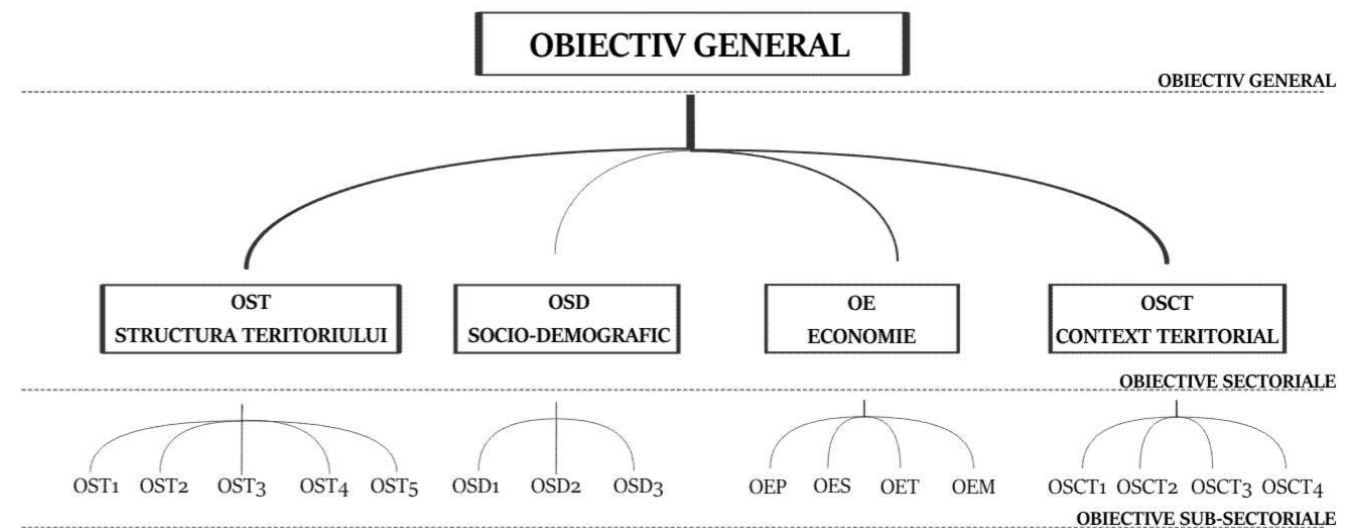 OBIECTIV GENERAL
OBIECTIV GENERAL
OST
STRUCTURA TERITORIULUI
OSD
SOCIO-DEMOGRAFIC
OE
ECONOMIE
OSCT
CONTEXT TERITORIAL
OBIECTIVE SECTORIALE
OST1 OST2 OST3 OST4 OST5 OSD1 OSD2 OSD3 OEP OES OET OEM OSCT1 OSCT2 OSCT3 OSCT4
OBIECTIVE SUB-SECTORIALE